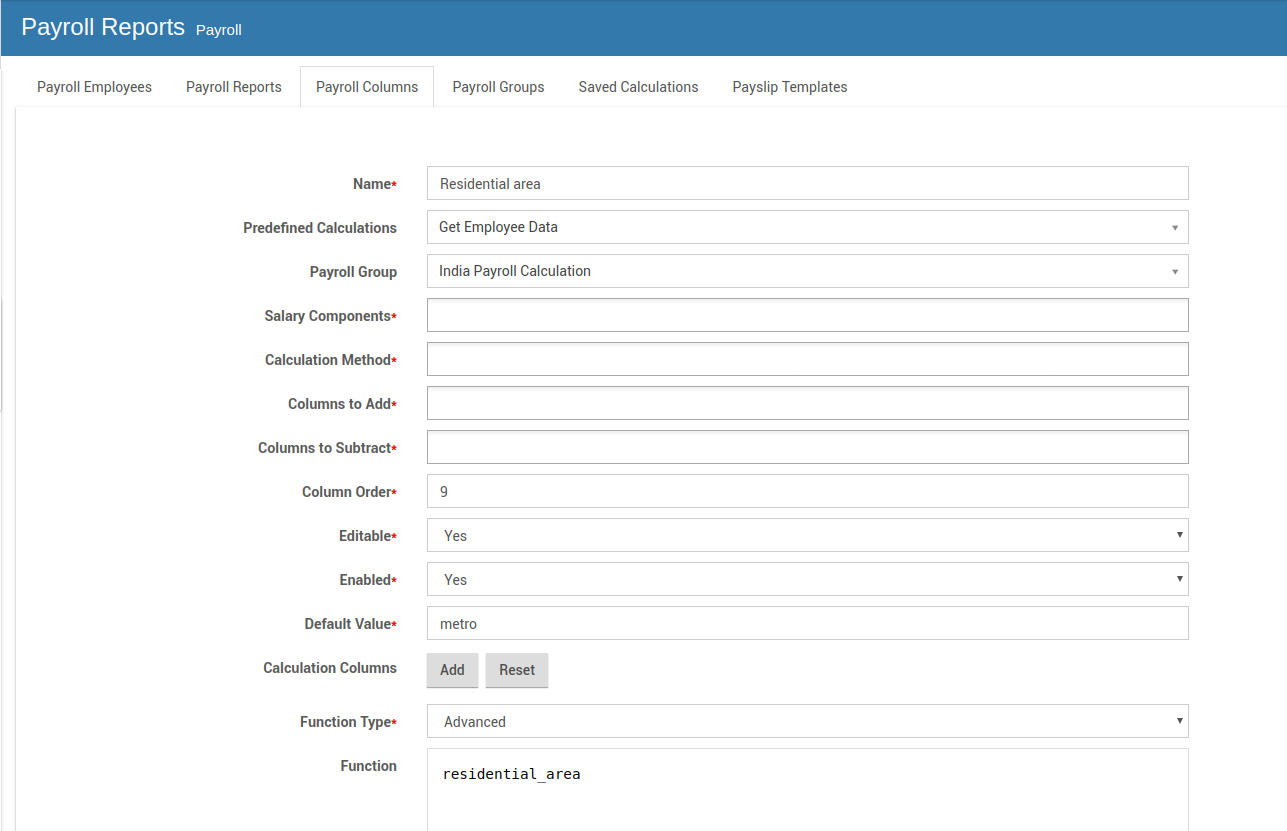 Payroll Reports Payroll
Payroll Employees Payroll Reports Payroll Columns Payroll Groups Saved Calculations Payslip Templates
Name* Residential area
Predefined Calculations Get Employee Data
Payroll Group India Payroll Calculation
Salary Components*
Calculation Method*
Columns to Add*
Columns to Subtract*
Column Order* 9
Editable* Yes
Enabled* Yes
Default Value* metro
Calculation Columns Add Reset
Function Type* Advanced
Function residential_area